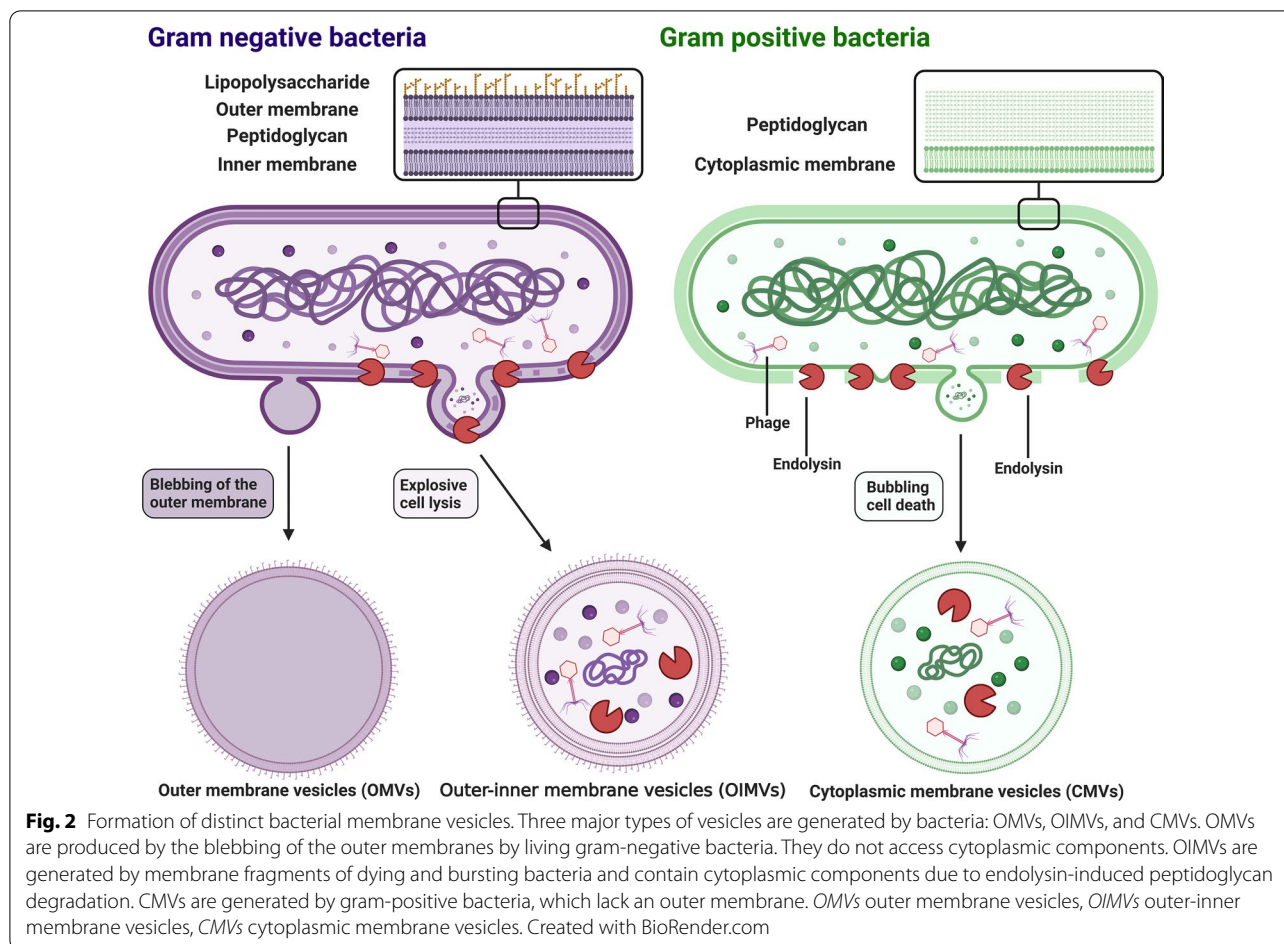 Gram negative bacteria
Lipopolysaccharide
Outer membrane
Peptidoglycan
Inner membrane
Blebbing of the
outer membrane
Explosive
cell lysis
Outer membrane vesicles (OMVs)
Outer-inner membrane vesicles (OIMVs)
Gram positive bacteria
Peptidoglycan
Cytoplasmic membrane
Phage
Endolysin
Endolysin
Bubbling
cell death
Cytoplasmic membrane vesicles (CMVs)
Fig. 2 Formation of distinct bacterial membrane vesicles. Three major types of vesicles are generated by bacteria: OMVs, OIMVs, and CMVs. OMVs
are produced by the blebbing of the outer membranes by living gram-negative bacteria. They do not access cytoplasmic components. OIMVs are
generated by membrane fragments of dying and bursting bacteria and contain cytoplasmic components due to endolysin-induced peptidoglycan
degradation. CMVs are generated by gram-positive bacteria, which lack an outer membrane. OMVs outer membrane vesicles, OIMVs outer-inner
membrane vesicles, CMVs cytoplasmic membrane vesicles. Created with BioRender.com